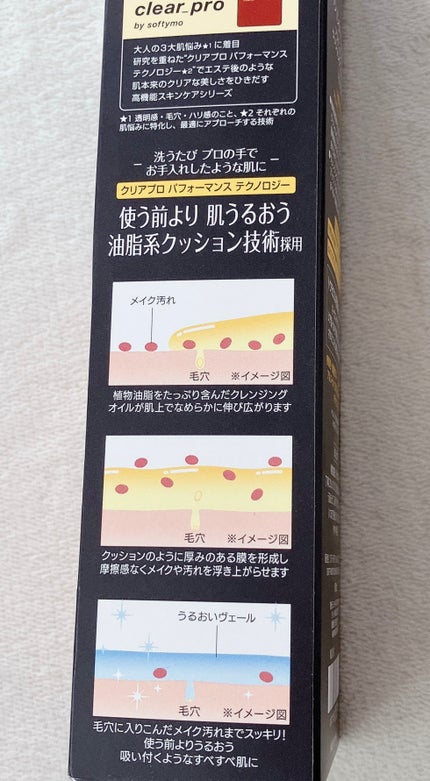 clear_pro
by softymo
大人の3大肌悩み★1に着目
研究を重ねた"クリアプロ パフォーマンス
テクノロジー★2"でエステ後のような
肌本来のクリアな美しさをひきだす
高機能スキンケアシリーズ
★1 透明感・毛穴・ハリ感のこと、★2 それぞれの
肌悩みに特化し、最適にアプローチする技術
洗うたび プロの手で
お手入れしたような肌に
クリアプロ パフォーマンス テクノロジー
使う前より 肌うるおう
油脂系クッション技術採用
メイク汚れ
毛穴 ※イメージ図
植物油脂をたっぷり含んだクレンジング
オイルが肌上でなめらかに伸び広がります
毛穴 ※イメージ図
クッションのように厚みのある膜を形成し
摩擦感なくメイクや汚れを浮き上がらせます
うるおいヴェール
毛穴 ※イメージ図
毛穴に入りこんだメイク汚れまでスッキリ!
使う前よりうるおう
吸い付くようなすべすべ肌に